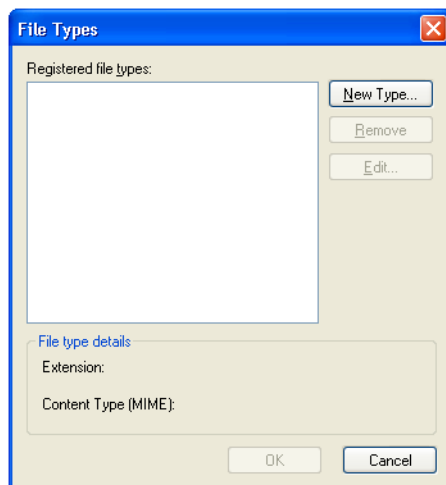 File Types
Registered file types:
New Type...
Remove
Edit...
File type details
Extension:
Content Type (MIME):
OK
Cancel